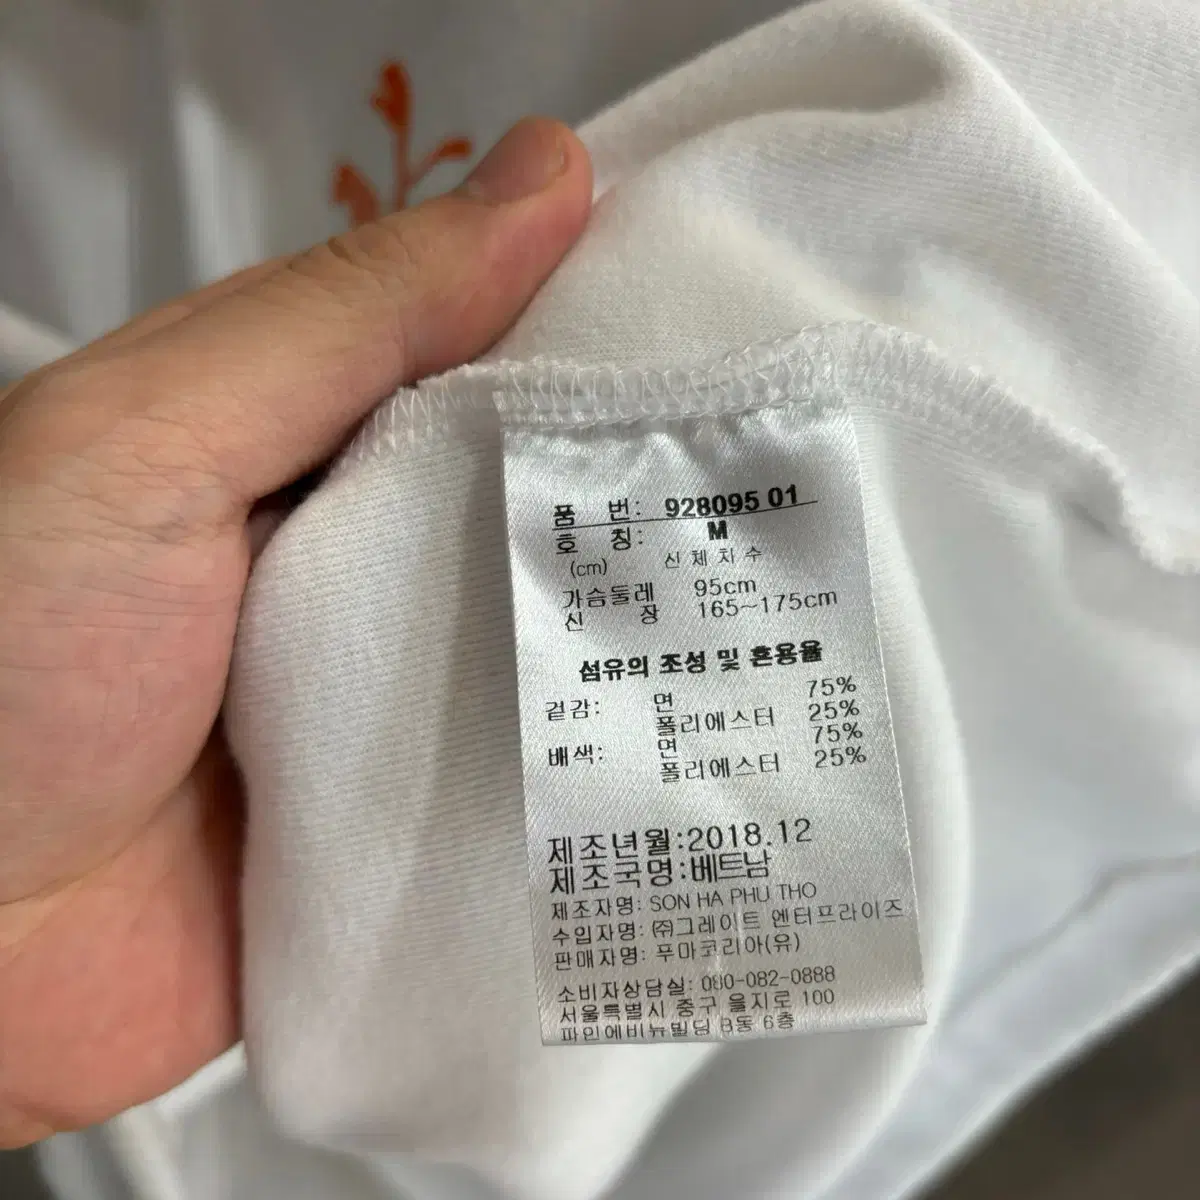 품 번: 928095 01
호 칭: M
(cm) 신 체 치 수
가슴둘레 95cm
신 장 165~175cm
섬유의 조성 및 혼용율
겉감: 면 75%
폴리에스터 25%
배색: 면 75%
폴리에스터 25%
제조년월:2018.12
제조국명:베트남
제조자명: SON HA PHU THO
수입자명: ㈜그레이트 엔터프라이즈
판매자명: 푸마코리아(유)
소비자상담실: 080-082-0888
서울특별시 중구 을지로 100
파인에비뉴빌딩 B동 6층